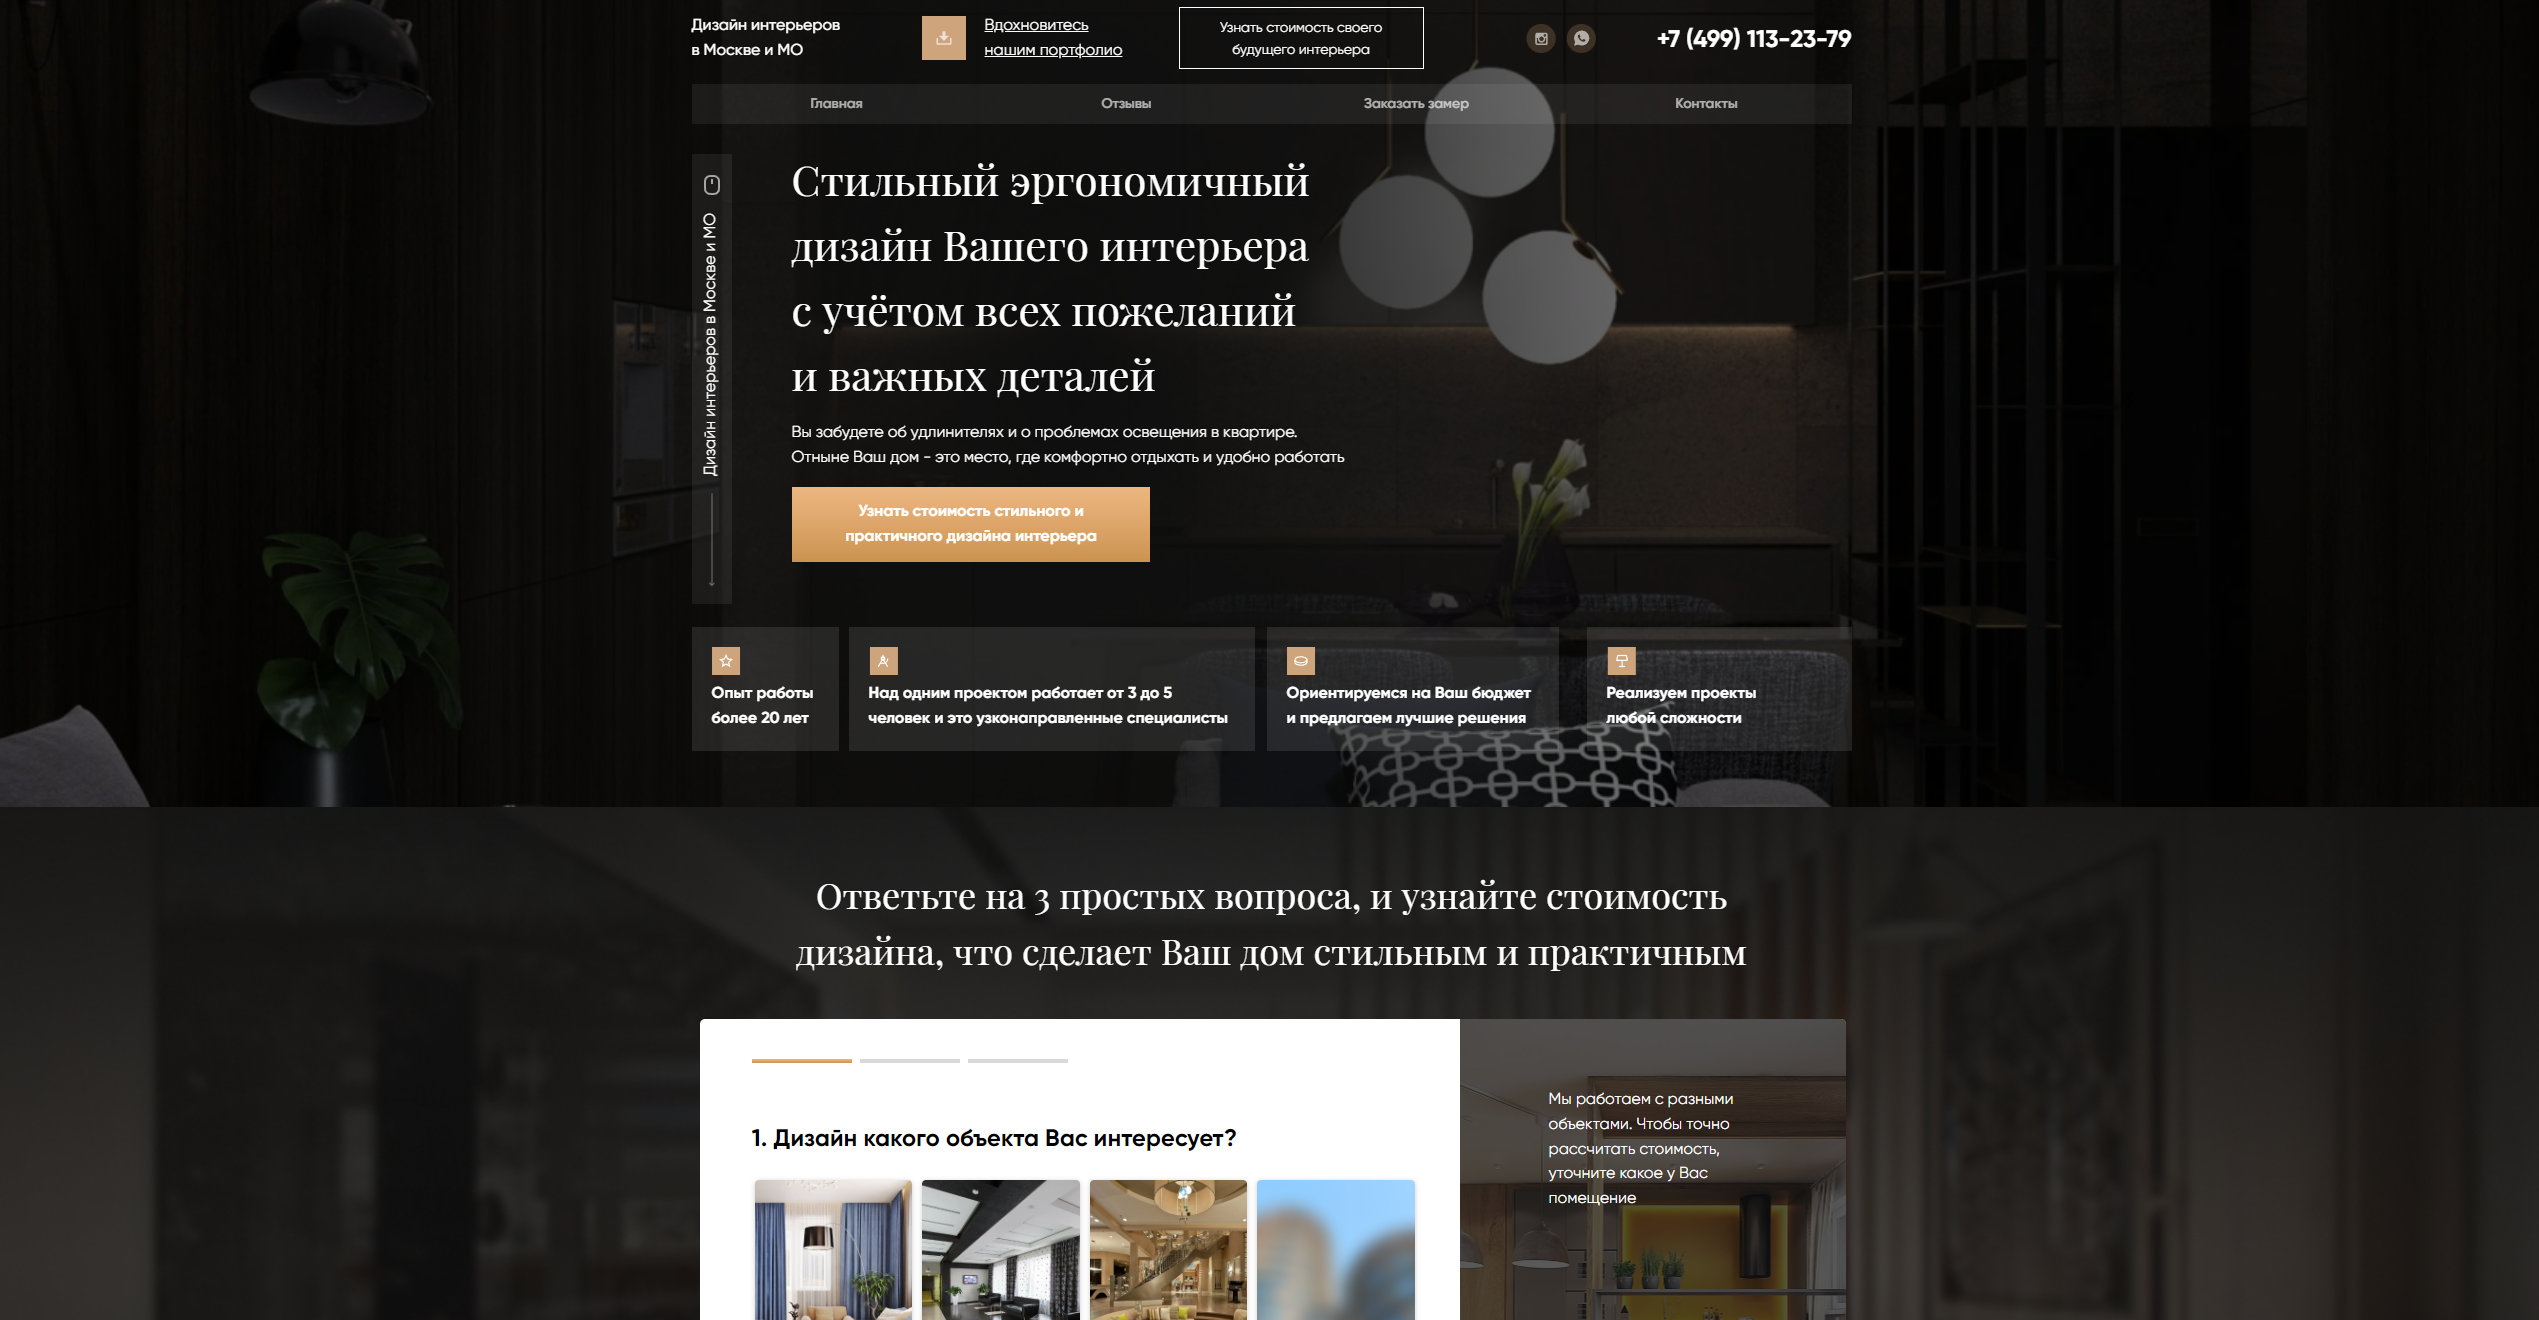 Дизайн интерьеров
в Москве и МО
Вдохновитесь
нашим портфолио
Узнать стоимость своего
будущего интерьера
+7 (499) 113-23-79
Главная
Отзывы
Заказать замер
Контакты
Дизайн интерьеров в Москве и МО
Стильный эргономичный
дизайн Вашего интерьера
с учётом всех пожеланий
и важных деталей
Вы забудете об удлинителях и о проблемах освещения в квартире.
Отныне Ваш дом - это место, где комфортно отдыхать и удобно работать
Узнать стоимость стильного и
практичного дизайна интерьера
Опыт работы
более 20 лет
Над одним проектом работает от 3 до 5
человек и это узконаправленные специалисты
Ориентируемся на Ваш бюджет
и предлагаем лучшие решения
Реализуем проекты
любой сложности
Ответьте на 3 простых вопроса, и узнайте стоимость
дизайна, что сделает Ваш дом стильным и практичным
1. Дизайн какого объекта Вас интересует?
Мы работаем с разными
объектами. Чтобы точно
рассчитать стоимость,
уточните какое у Вас
помещение